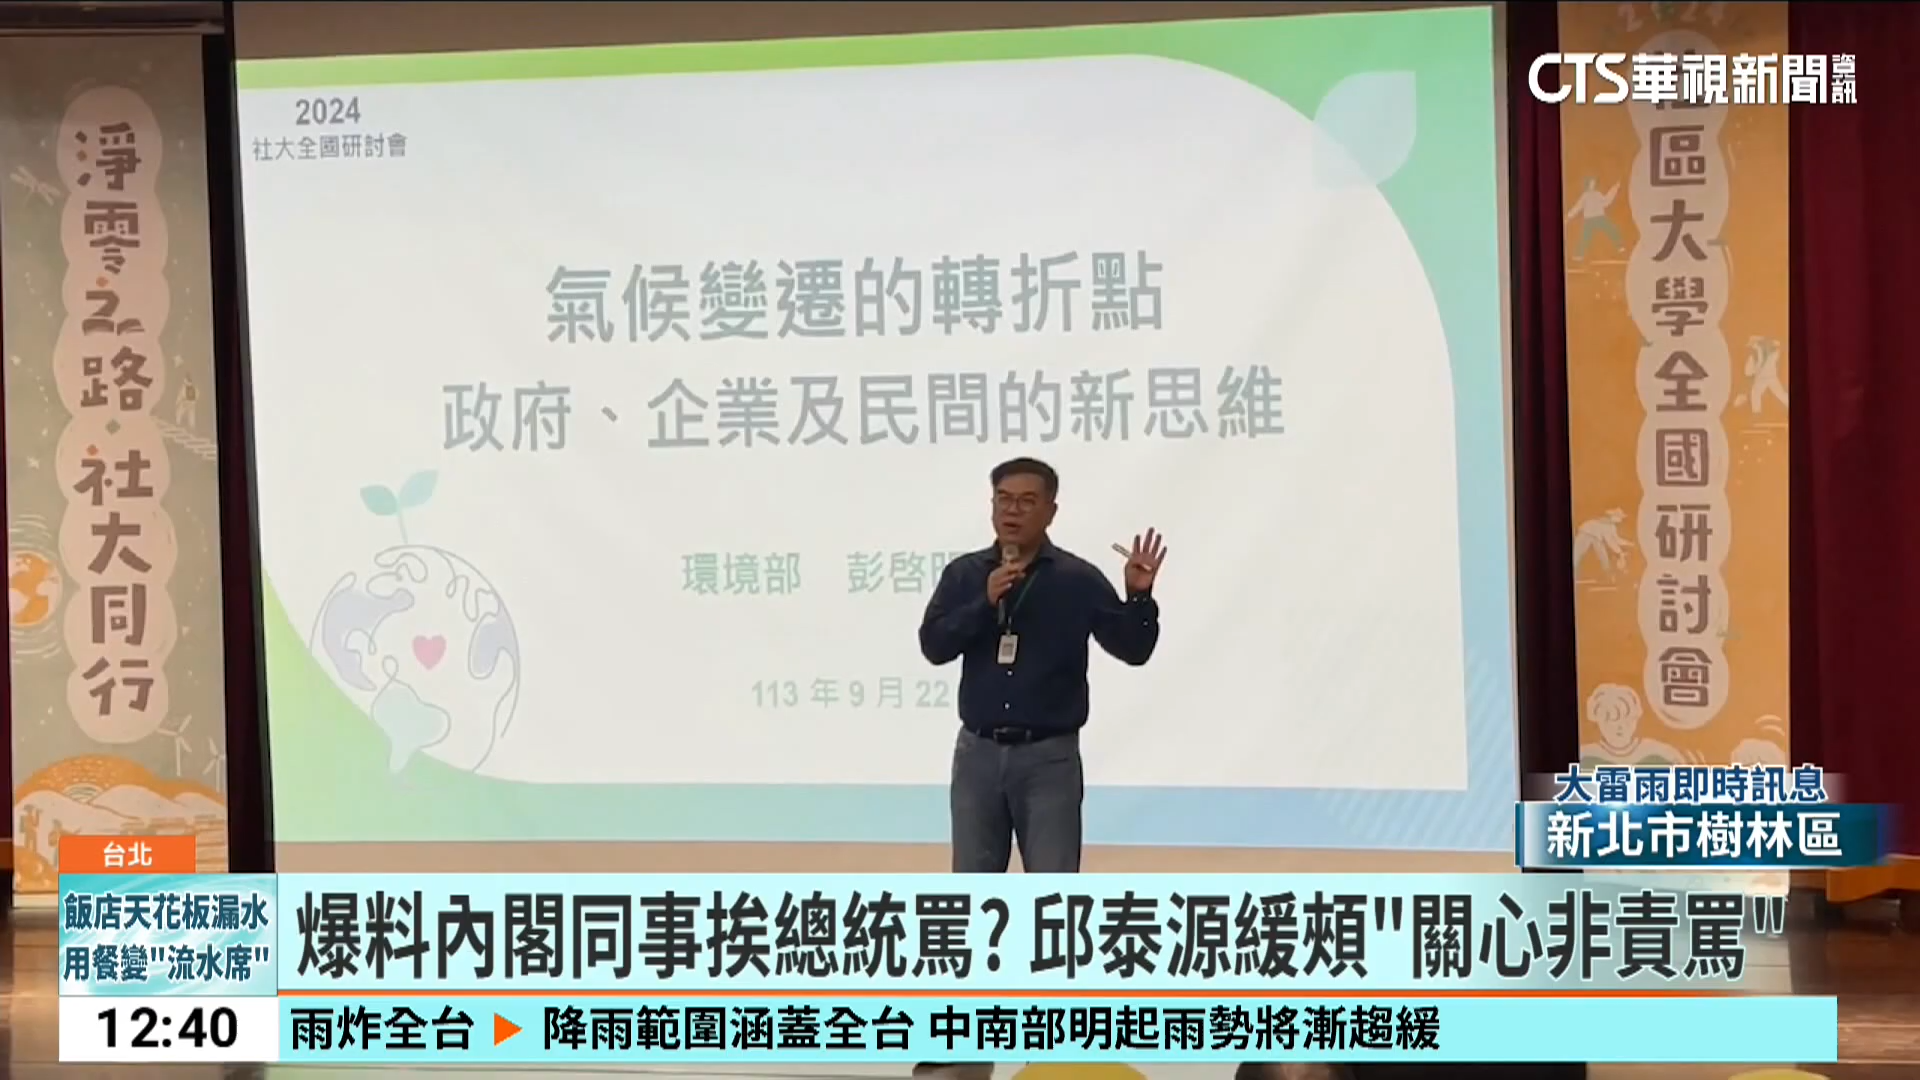 CTS華視新聞資訊
2024
社大全國研討會
氣候變遷的轉折點
政府、企業及民間的新思維
環境部 彭啓明
113 年 9 月 22
淨零之路·社大同行
2024
社區大學全國研討會
大雷雨即時訊息
新北市樹林區
台北
飯店天花板漏水
用餐變"流水席"
爆料內閣同事挨總統罵?邱泰源緩頰"關心非責罵"
12:40
雨炸全台▶降雨範圍涵蓋全台 中南部明起雨勢將漸趨緩